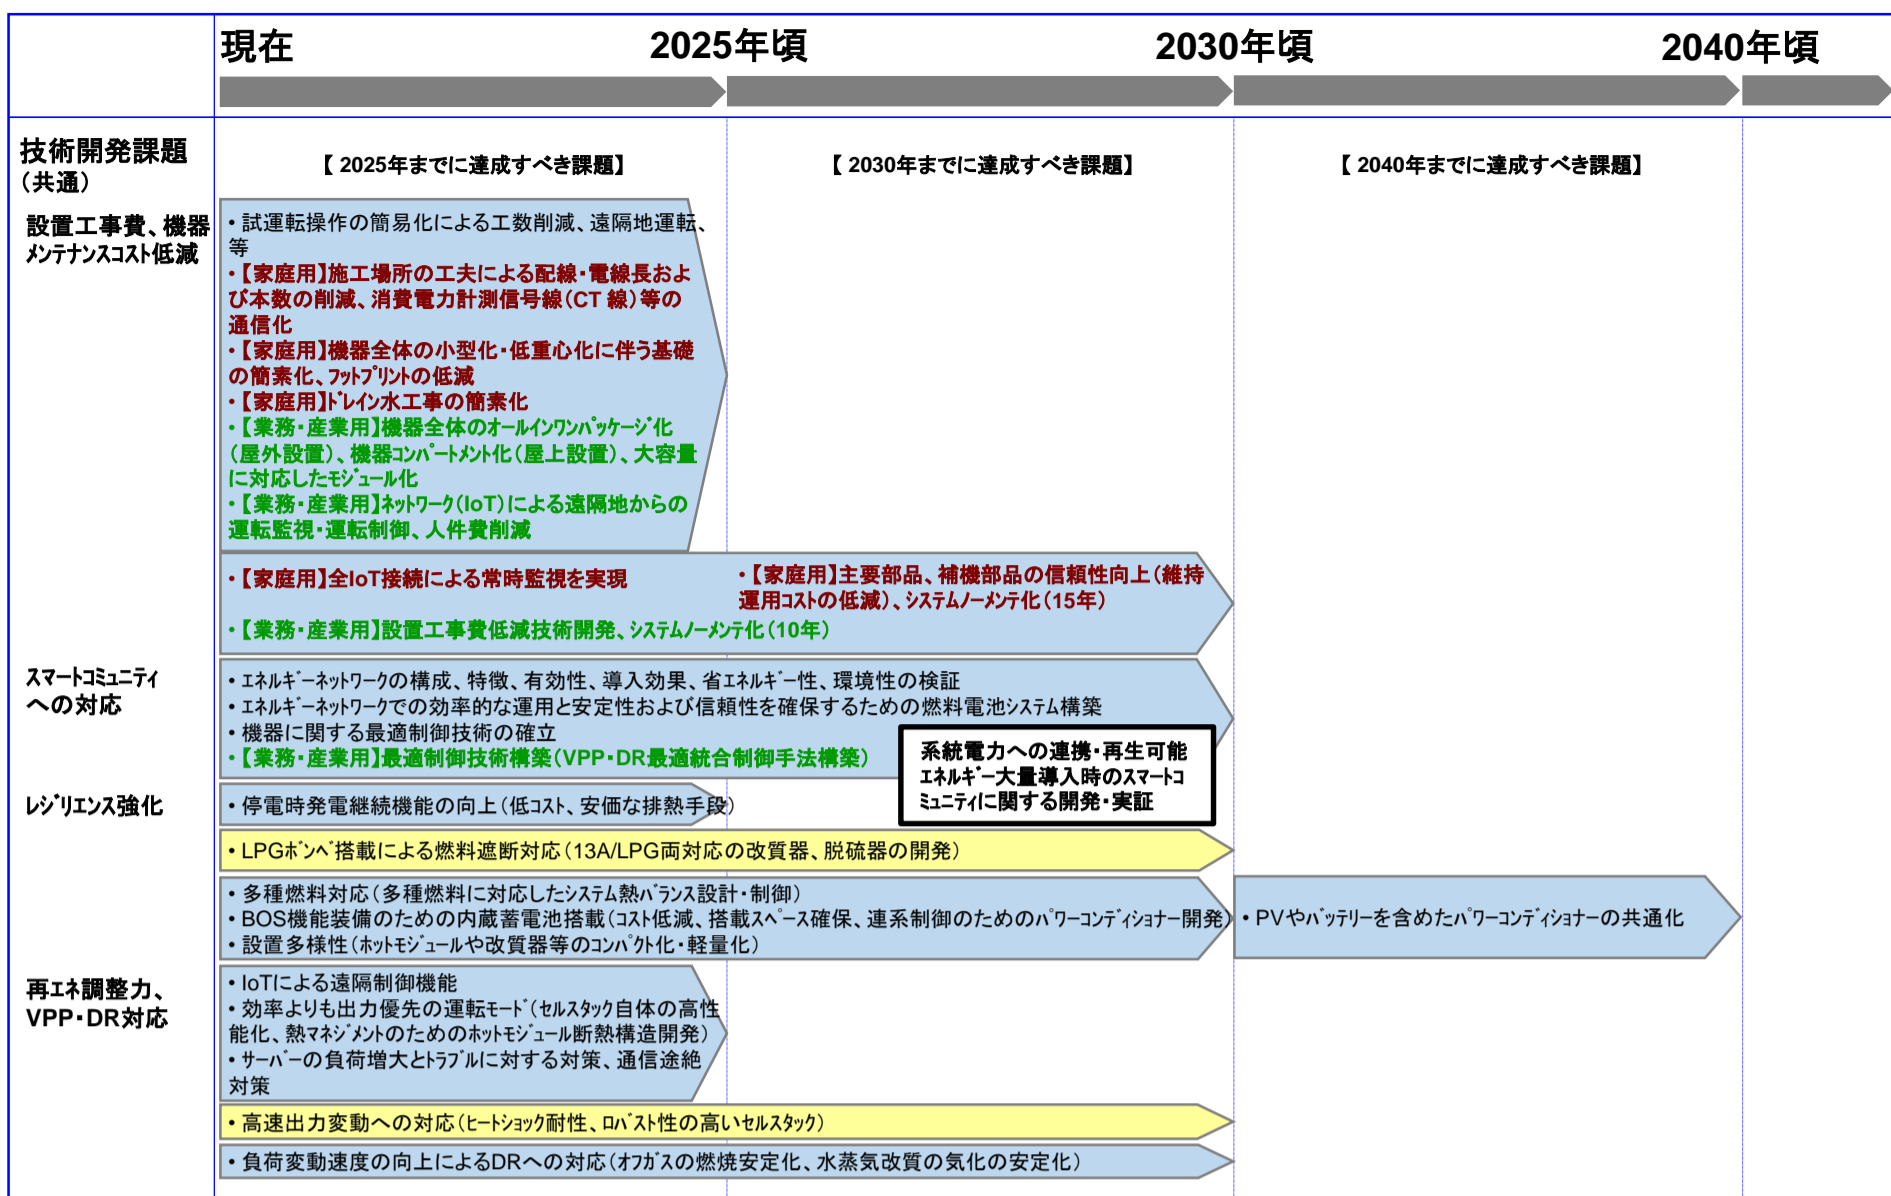 現在
2025年頃
2030年頃
2040年頃
技術開発課題
（共通）
【 2025年までに達成すべき課題】
【 2030年までに達成すべき課題】
【 2040年までに達成すべき課題】
設置工事費、機器
ﾒﾝﾃﾅﾝｽｺｽﾄ低減
• 試運転操作の簡易化による工数削減、遠隔地運転、
等
•【家庭用】施工場所の工夫による配線・電線長およ
び本数の削減、消費電力計測信号線（CT 線）等の
通信化
•【家庭用】機器全体の小型化・低重心化に伴う基礎
の簡素化、ﾌｯﾄﾌﾟﾘﾝﾄの低減
•【家庭用】ﾄﾞﾚｲﾝ水工事の簡素化
•【業務・産業用】機器全体のｵｰﾙｲﾝﾜﾝﾊﾟｯｹｰｼﾞ化
（屋外設置）、機器ｺﾝﾊﾟｰﾄﾒﾝﾄ化（屋上設置）、大容量
に対応したﾓｼﾞｭｰﾙ化
•【業務・産業用】ﾈｯﾄﾜｰｸ（IoT）による遠隔地からの
運転監視・運転制御、人件費削減
•【家庭用】全IoT接続による常時監視を実現
•【家庭用】主要部品、補機部品の信頼性向上（維持
運用ｺｽﾄの低減）、ｼｽﾃﾑﾉｰﾒﾝﾃ化（15年）
•【業務・産業用】設置工事費低減技術開発、ｼｽﾃﾑﾉｰﾒﾝﾃ化（10年）
ｽﾏｰﾄｺﾐｭﾆﾃｨ
への対応
• ｴﾈﾙｷﾞｰﾈｯﾄﾜｰｸの構成、特徴、有効性、導入効果、省ｴﾈﾙｷﾞｰ性、環境性の検証
• ｴﾈﾙｷﾞｰﾈｯﾄﾜｰｸでの効率的な運用と安定性および信頼性を確保するための燃料電池ｼｽﾃﾑ構築
• 機器に関する最適制御技術の確立
•【業務・産業用】最適制御技術構築（VPP・DR最適統合制御手法構築）
系統電力への連携・再生可能
ｴﾈﾙｷﾞｰ大量導入時のｽﾏｰﾄｺ
ﾐｭﾆﾃｨに関する開発・実証
ﾚｼﾞﾘｴﾝｽ強化
• 停電時発電継続機能の向上（低コスト、安価な排熱手段）
• LPGﾎﾞﾝﾍﾞ搭載による燃料遮断対応（13A/LPG両対応の改質器、脱硫器の開発）
• 多種燃料対応（多種燃料に対応したｼｽﾃﾑ熱ﾊﾞﾗﾝｽ設計・制御）
• BOS機能装備のための内蔵蓄電池搭載（ｺｽﾄ低減、搭載ｽﾍﾟｰｽ確保、連系制御のためのﾊﾟﾜｰｺﾝﾃﾞｨｼｮﾅｰ開発）
• 設置多様性（ﾎｯﾄﾓｼﾞｭｰﾙや改質器等のｺﾝﾊﾟｸﾄ化・軽量化）
• PVやﾊﾞｯﾃﾘｰを含めたﾊﾟﾜｰｺﾝﾃﾞｨｼｮﾅｰの共通化
再ｴﾈ調整力、
VPP・DR対応
• IoTによる遠隔制御機能
• 効率よりも出力優先の運転ﾓｰﾄﾞ（ｾﾙｽﾀｯｸ自体の高性
能化、熱ﾏﾈｼﾞﾒﾝﾄのためのﾎｯﾄﾓｼﾞｭｰﾙ断熱構造開発）
• ｻｰﾊﾞｰの負荷増大とﾄﾗﾌﾞﾙに対する対策、通信途絶
対策
• 高速出力変動への対応（ﾋｰﾄｼｮｯｸ耐性、ﾛﾊﾞｽﾄ性の高いｾﾙｽﾀｯｸ）
• 負荷変動速度の向上によるDRへの対応（ｵﾌｶﾞｽの燃焼安定化、水蒸気改質の気化の安定化）